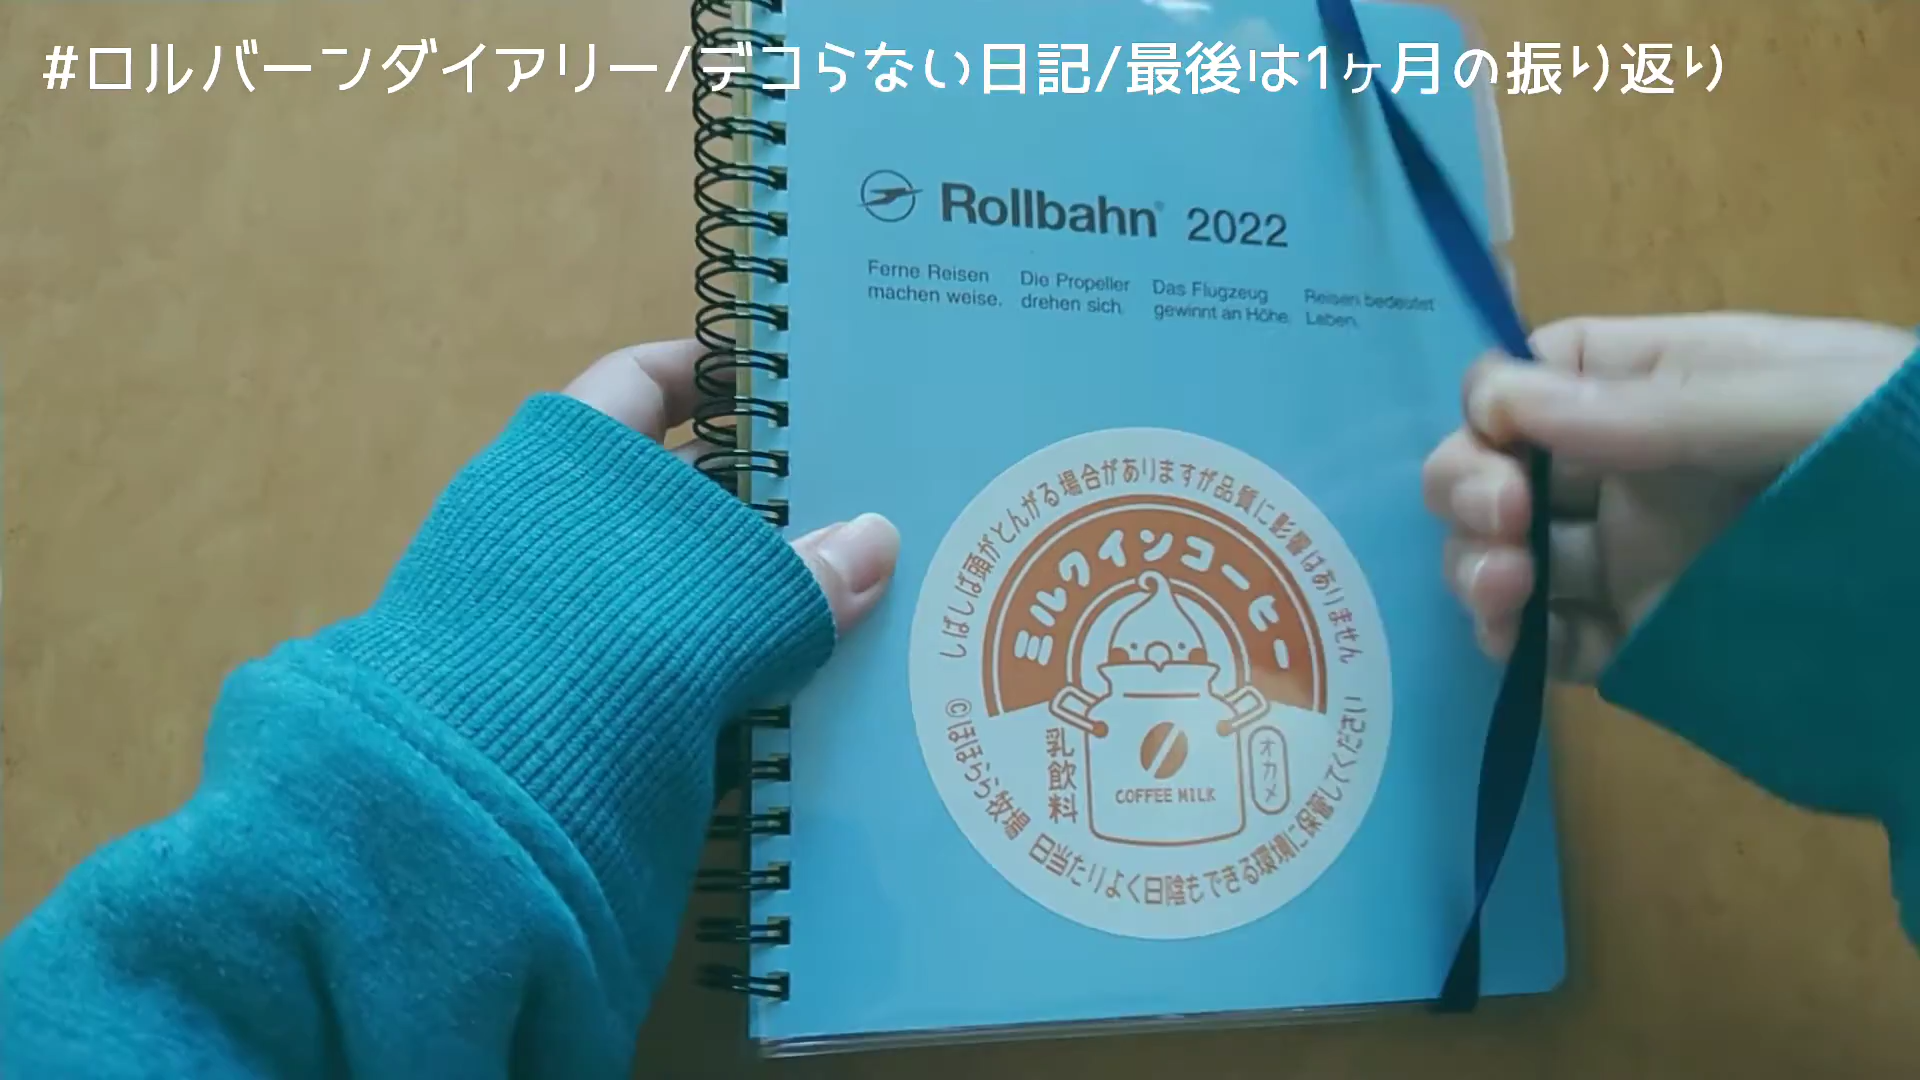 #ロルバーンダイアリー/デコらない日記/最後は1ヶ月の振り返り
Rollbahn® 2022
Ferne Reisen
machen weise.
Die Propeller
drehen sich.
Das Flugzeug
gewinnt an Höhe.
Reisen bedeutet
Leben.
しばしば頭がとんがる場合がありますが品質に影響はありません
ミルクインコーヒー
乳飲料
オカメ
COFFEE MILK
©ほほらら牧場 日当たりよく日陰もできる環境に保管してください